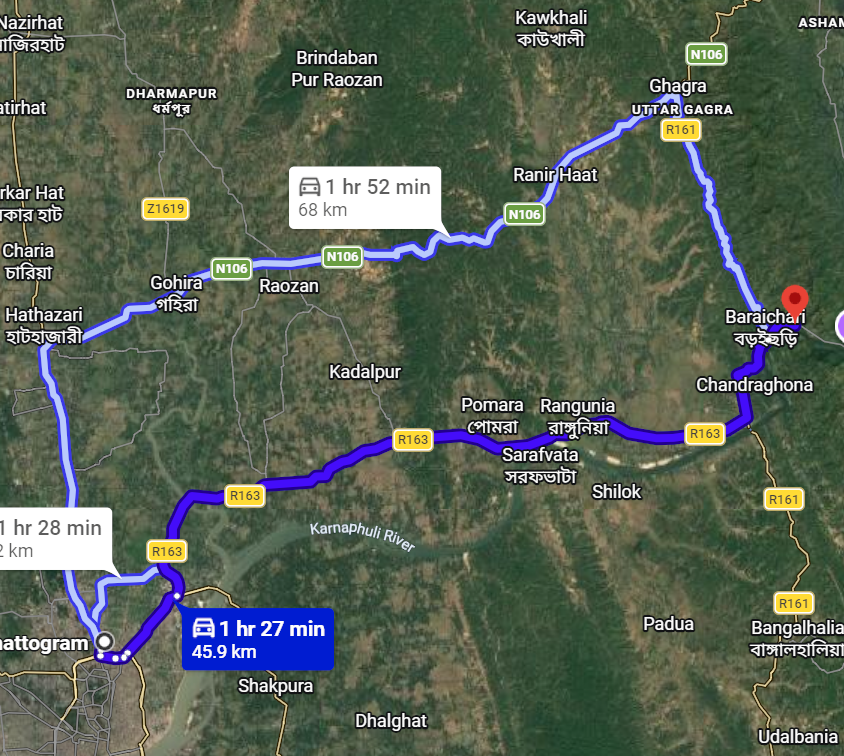 Kawkhali
কাউখালী
Nazirhat
নাজিরহাট
ASHAM
N106
Brindaban
Pur Raozan
Ghagra
DHARMAPUR
ধর্মপুর
atirhat
UTTAR GAGRA
R161
Ranir Haat
1 hr 52 min
68 km
rkar Hat
রকার হাট
Z1619
N106
Charia
চারিয়া
N106
N106
Gohira
গহিরা
Raozan
Hathazari
হাটহাজারী
Baraichari
বড়ইছড়ি
Kadalpur
Chandraghona
Pomara
পোমরা
Rangunia
রাঙ্গুনিয়া
R163
R163
Sarafvata
সরফভাটা
Shilok
R163
R161
1 hr 28 min
2 km
Karnaphuli River
R163
R161
1 hr 27 min
45.9 km
Padua
Bangalhalia
বাঙ্গালহালিয়া
hattogram
Shakpura
Dhalghat
Udalbania